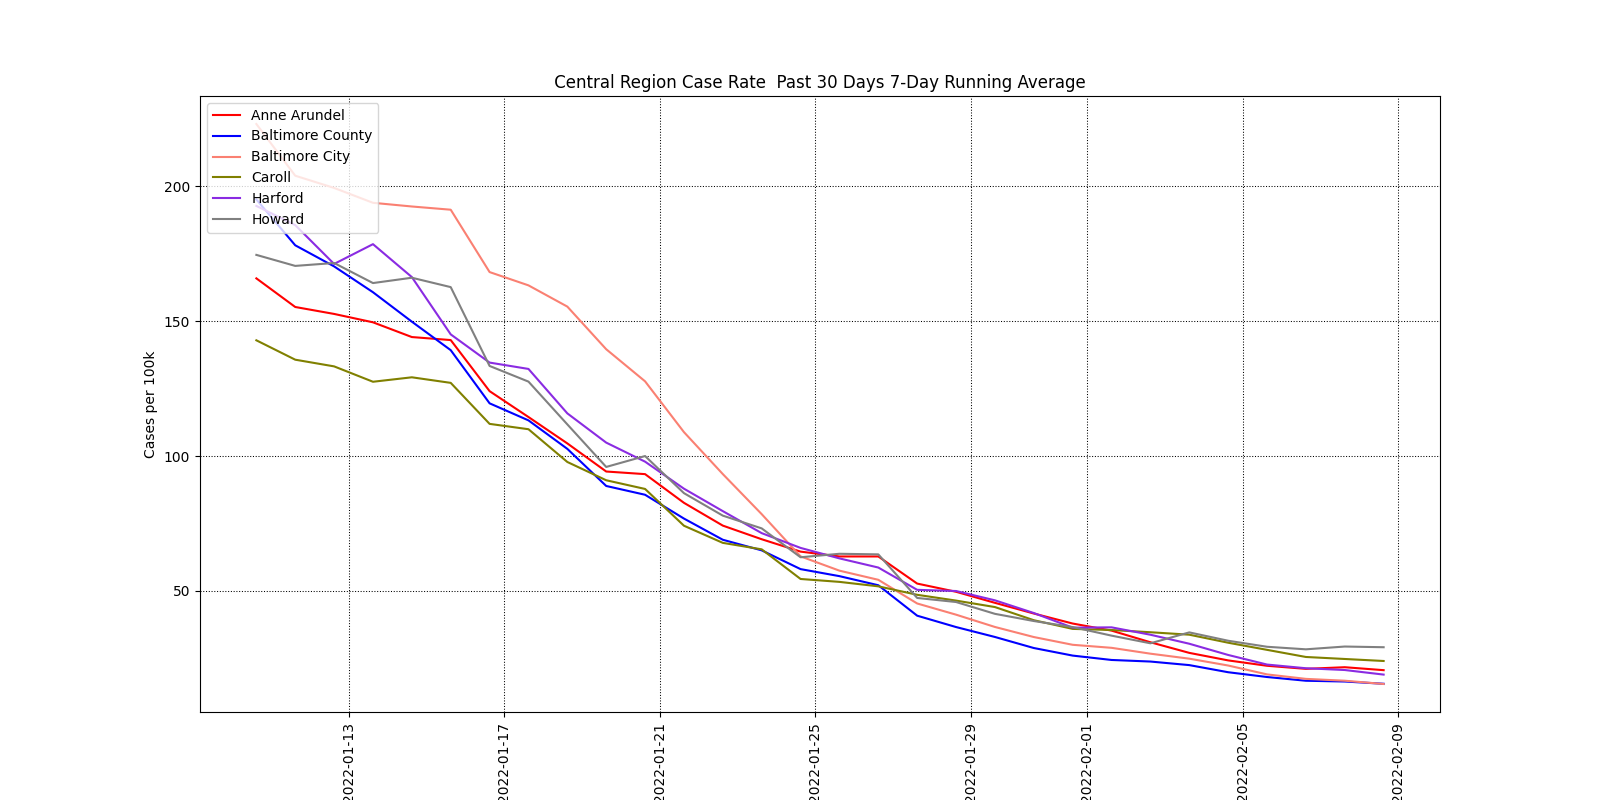 Central Region Case Rate  Past 30 Days 7-Day Running Average
Anne Arundel
Baltimore County
Baltimore City
Caroll
Harford
Howard
Cases per 100k
200
150
100
50
2022-01-13
2022-01-17
2022-01-21
2022-01-25
2022-01-29
2022-02-01
2022-02-05
2022-02-09